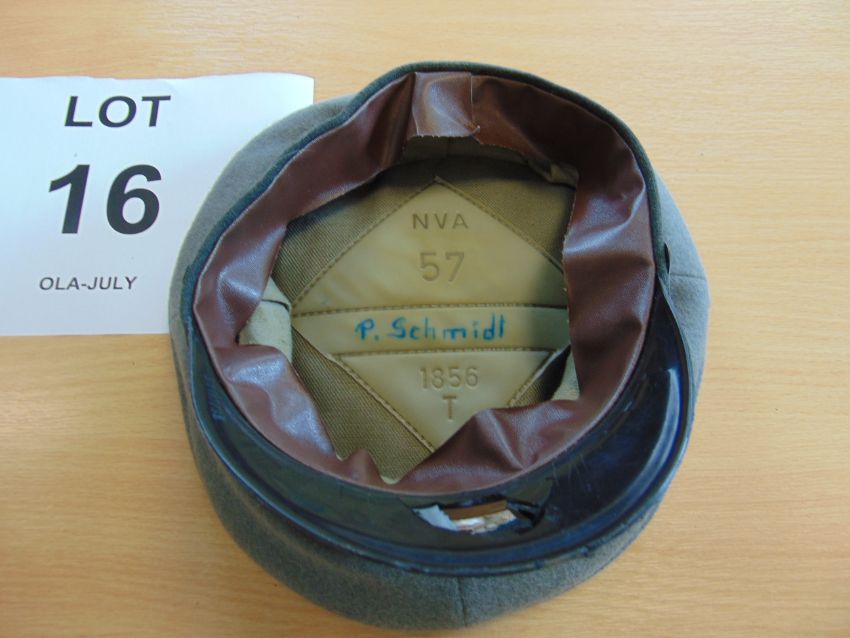 LOT
16
OLA-JULY
NVA
57
P. Schmidt
1856
T